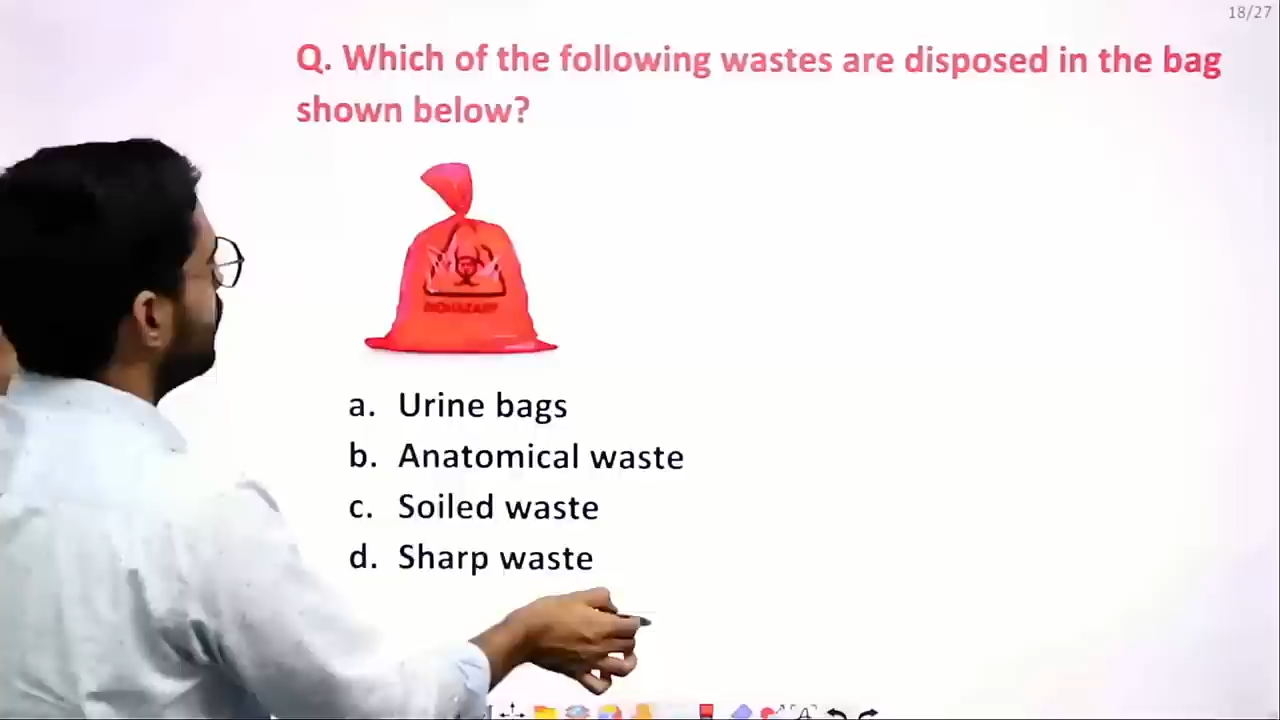 18/27
Q. Which of the following wastes are disposed in the bag
shown below?
BIOHAZARD
a. Urine bags
b. Anatomical waste
c. Soiled waste
d. Sharp waste